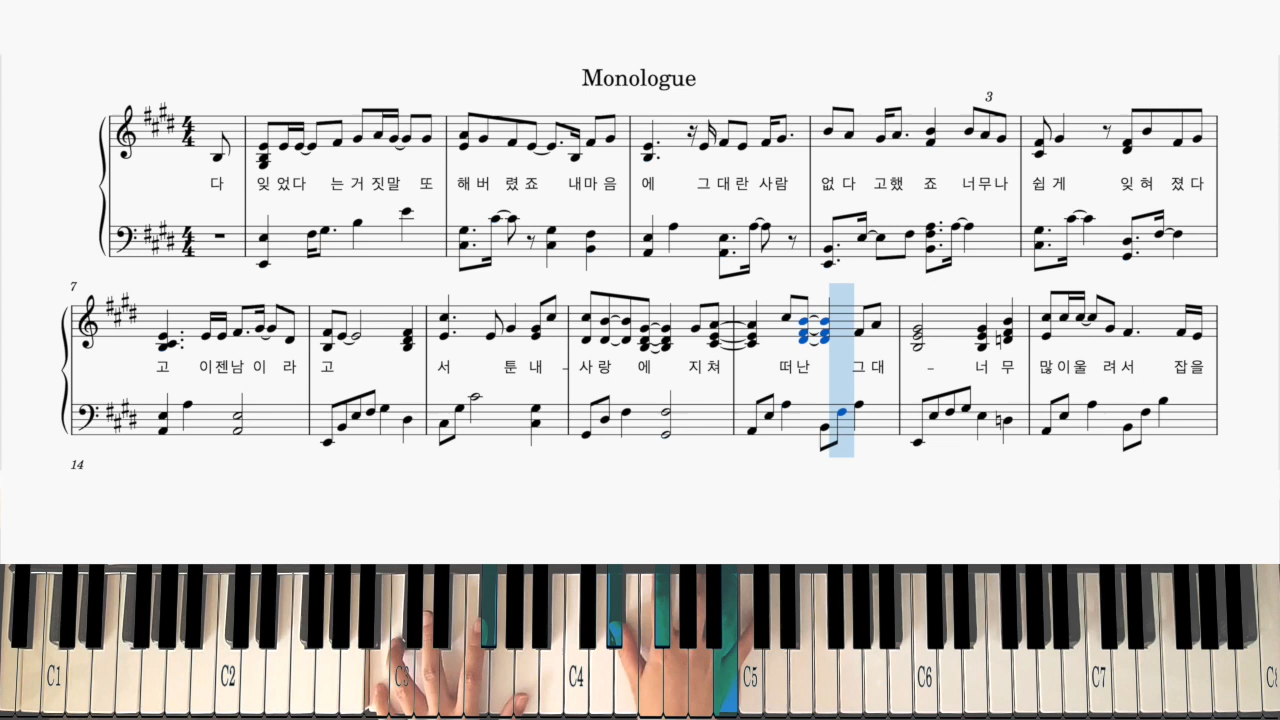 Monologue
3
다 잊 었다 는 거 짓말 또 해 버 렸 죠 내마 음 에 그 대 란 사람 없 다 고했 죠 너무나 쉽 게 잊 혀 졌 다
7
고 이젠남 이 라 고 서 툰 내 - 사 랑 에 지 쳐 떠 난 그 대 - 너 무 많 이 울 려 서 잡을
14
C1 C2 C3 C4 C5 C6 C7 C8